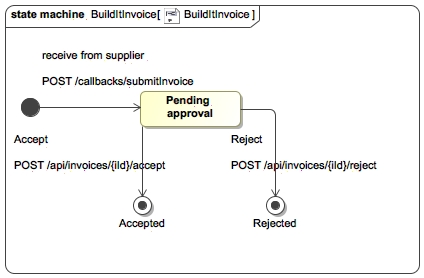 state machine BuildItInvoice[ BuildItInvoice ]
receive from supplier
POST /callbacks/submitInvoice
Pending
approval
Accept
Reject
POST /api/invoices/{iId}/accept
POST /api/invoices/{iId}/reject
Accepted
Rejected